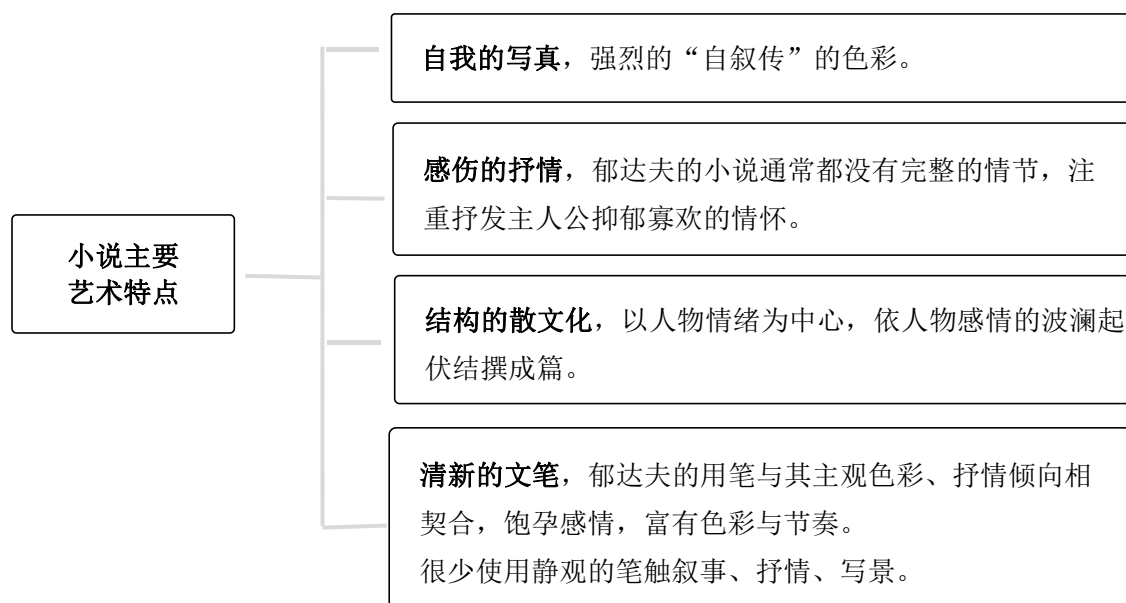 小说主要
艺术特点
自我的写真，强烈的“自叙传”的色彩。
感伤的抒情，郁达夫的小说通常都没有完整的情节，注
重抒发主人公抑郁寡欢的情怀。
结构的散文化，以人物情绪为中心，依人物感情的波澜起
伏结撰成篇。
清新的文笔，郁达夫的用笔与其主观色彩、抒情倾向相
契合，饱孕感情，富有色彩与节奏。
很少使用静观的笔触叙事、抒情、写景。